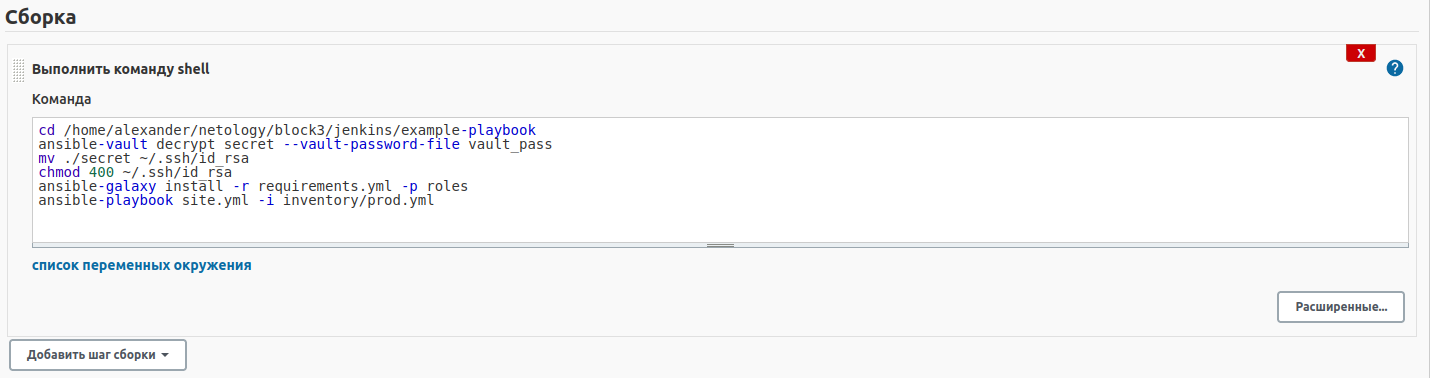 Сборка
X
Выполнить команду shell
?
Команда
cd /home/alexander/netology/block3/jenkins/example-playbook
ansible-vault decrypt secret --vault-password-file vault_pass
mv ./secret ~/.ssh/id_rsa
chmod 400 ~/.ssh/id_rsa
ansible-galaxy install -r requirements.yml -p roles
ansible-playbook site.yml -i inventory/prod.yml
список переменных окружения
Расширенные...
Добавить шаг сборки